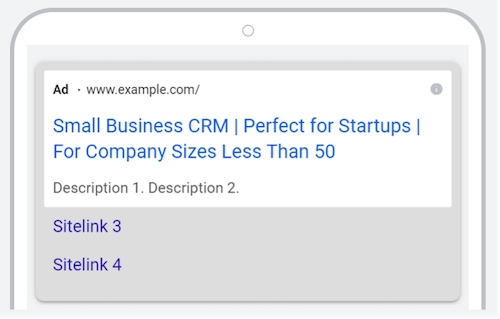 Ad · www.example.com/
Small Business CRM | Perfect for Startups |
For Company Sizes Less Than 50
Description 1. Description 2.
Sitelink 3
Sitelink 4